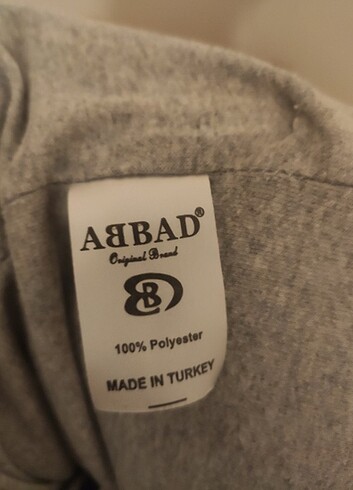 ABBAD®
Original Brand
B
100% Polyester
MADE IN TURKEY